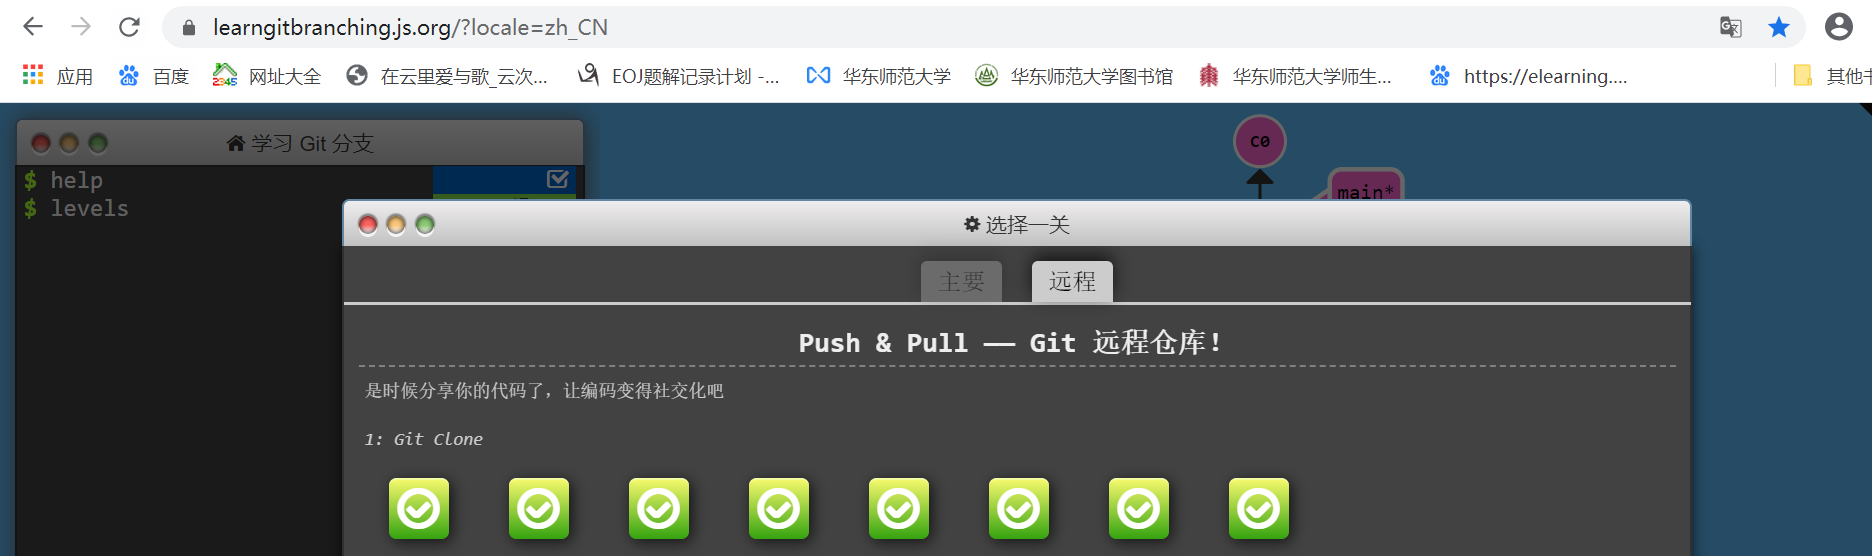 learngitbranching.js.org/?locale=zh_CN
应用 百度 网址大全 在云里爱与歌_云次... EOJ题解记录计划 -... 华东师范大学 华东师范大学图书馆 华东师范大学师生... https://elearning....
学习 Git 分支
$ help
$ levels
c0
main*
选择一关
主要 远程
Push & Pull —— Git 远程仓库！
是时候分享你的代码了，让编码变得社交化吧
1: Git Clone